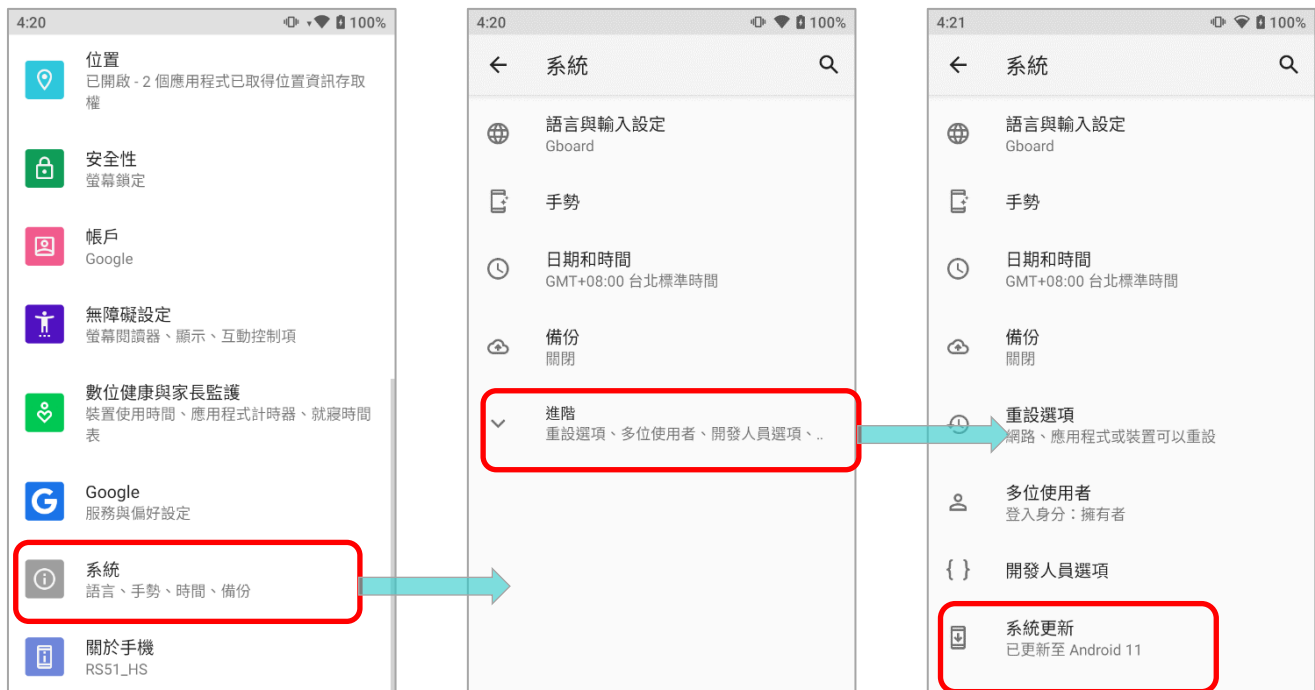 4:20
100%
位置
已開啟 - 2 個應用程式已取得位置資訊存取
權
安全性
螢幕鎖定
帳戶
Google
無障礙設定
螢幕閱讀器、顯示、互動控制項
數位健康與家長監護
裝置使用時間、應用程式計時器、就寢時間
表
Google
服務與偏好設定
系統
語言、手勢、時間、備份
關於手機
RS51_HS
4:20
100%
系統
語言與輸入設定
Gboard
手勢
日期和時間
GMT+08:00 台北標準時間
備份
關閉
進階
重設選項、多位使用者、開發人員選項、..
4:21
100%
系統
語言與輸入設定
Gboard
手勢
日期和時間
GMT+08:00 台北標準時間
備份
關閉
重設選項
網路、應用程式或裝置可以重設
多位使用者
登入身分：擁有者
開發人員選項
系統更新
已更新至 Android 11